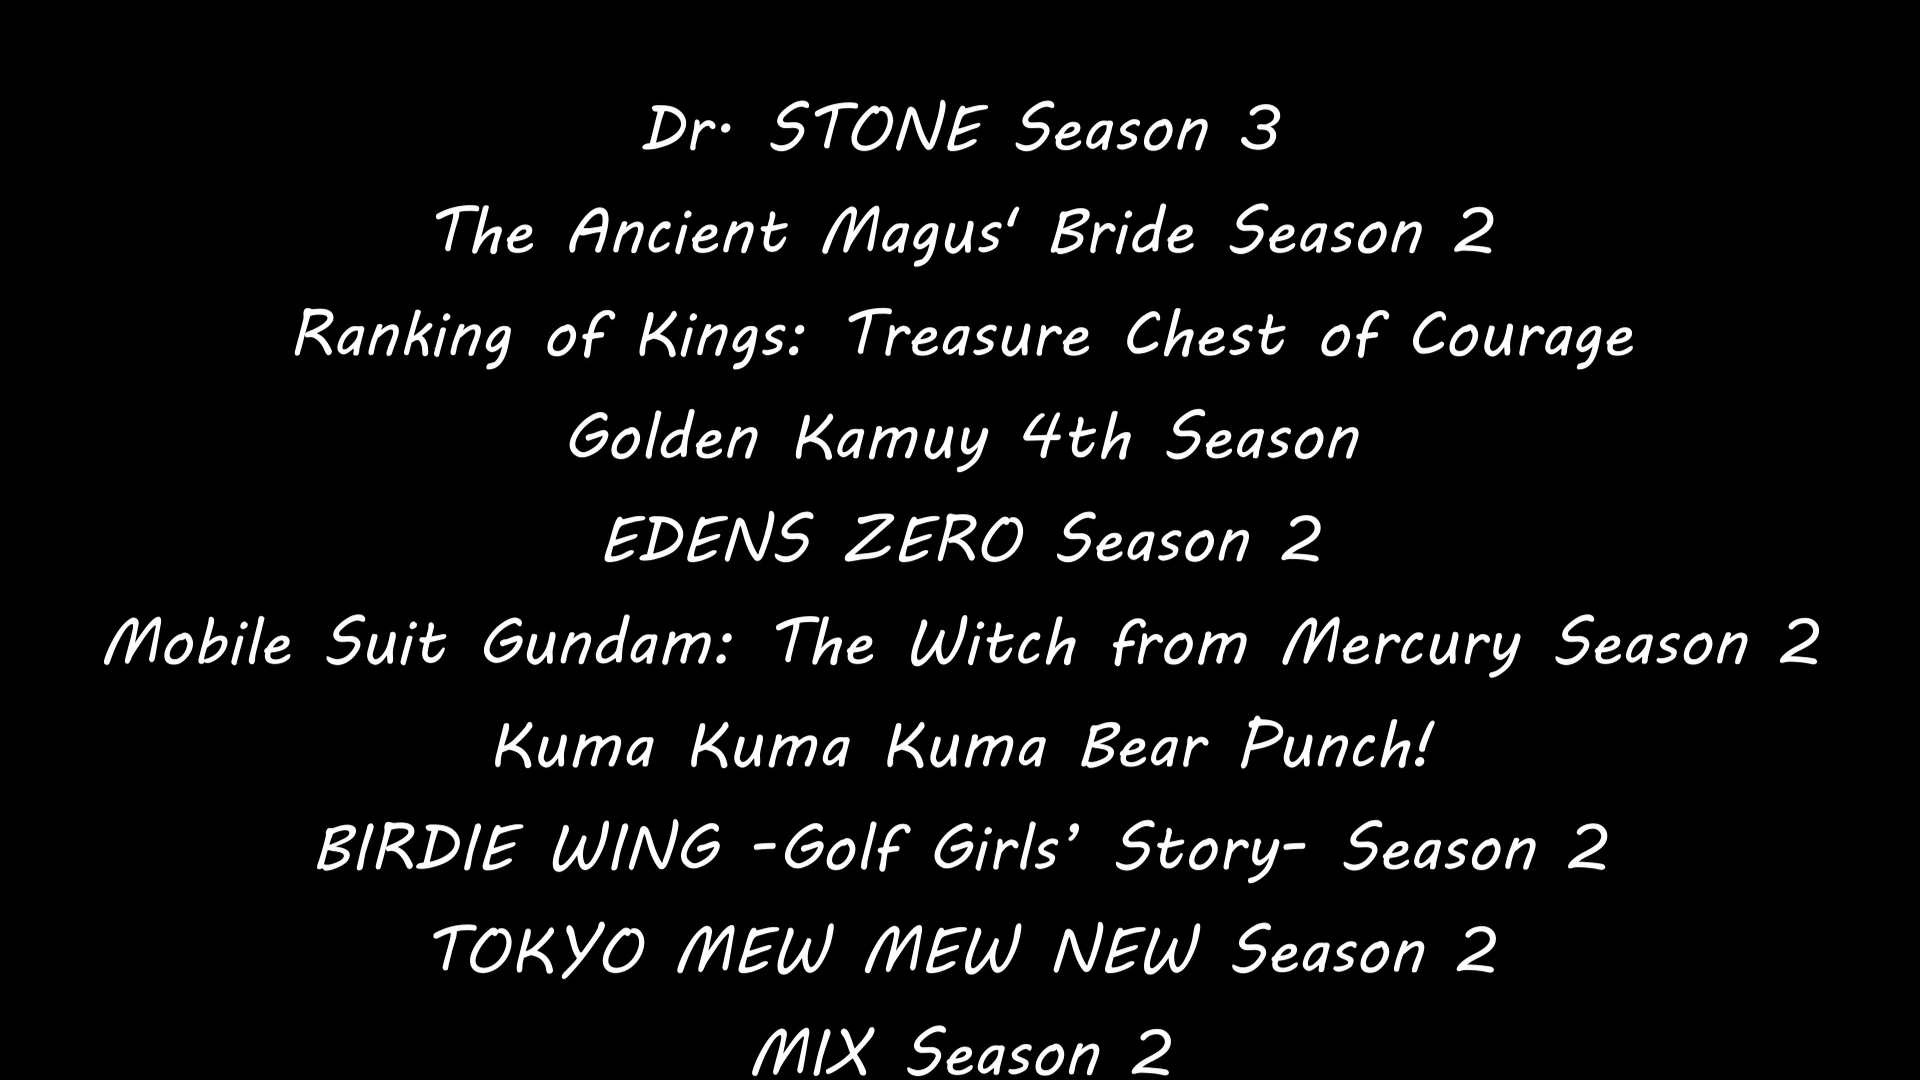 Dr. STONE Season 3
The Ancient Magus' Bride Season 2
Ranking of Kings: Treasure Chest of Courage
Golden Kamuy 4th Season
EDENS ZERO Season 2
Mobile Suit Gundam: The Witch from Mercury Season 2
Kuma Kuma Kuma Bear Punch!
BIRDIE WING -Golf Girls’ Story- Season 2
TOKYO MEW MEW NEW Season 2
MIX Season 2